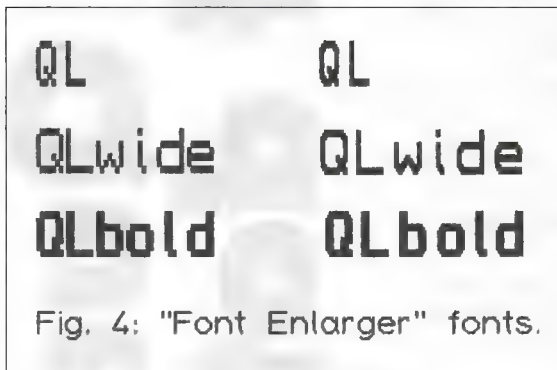 QL QL
QLwide QLwide
QLbold QLbold
Fig. 4: "Font Enlarger" fonts.